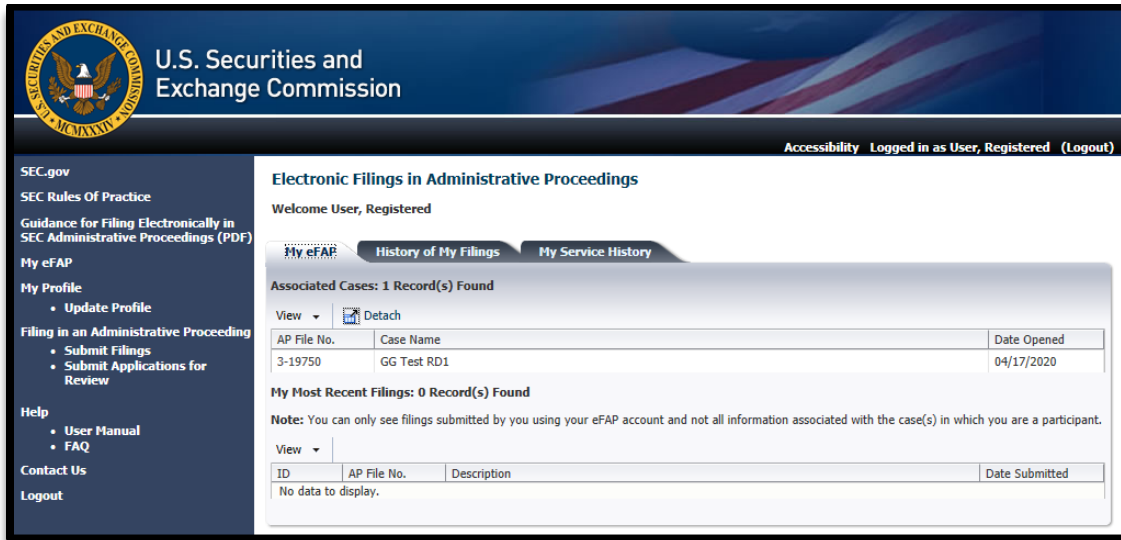 U.S. SECURITIES AND EXCHANGE COMMISSION
MCMXXXIV
U.S. Securities and
Exchange Commission
Accessibility Logged in as User, Registered (Logout)
SEC.gov
SEC Rules Of Practice
Guidance for Filing Electronically in
SEC Administrative Proceedings (PDF)
My eFAP
My Profile
• Update Profile
Filing in an Administrative Proceeding
• Submit Filings
• Submit Applications for
Review
Help
• User Manual
• FAQ
Contact Us
Logout
Electronic Filings in Administrative Proceedings
Welcome User, Registered
My eFAP History of My Filings My Service History
Associated Cases: 1 Record(s) Found
View Detach
AP File No. Case Name Date Opened
3-19750 GG Test RD1 04/17/2020
My Most Recent Filings: 0 Record(s) Found
Note: You can only see filings submitted by you using your eFAP account and not all information associated with the case(s) in which you are a participant.
View
ID AP File No. Description Date Submitted
No data to display.